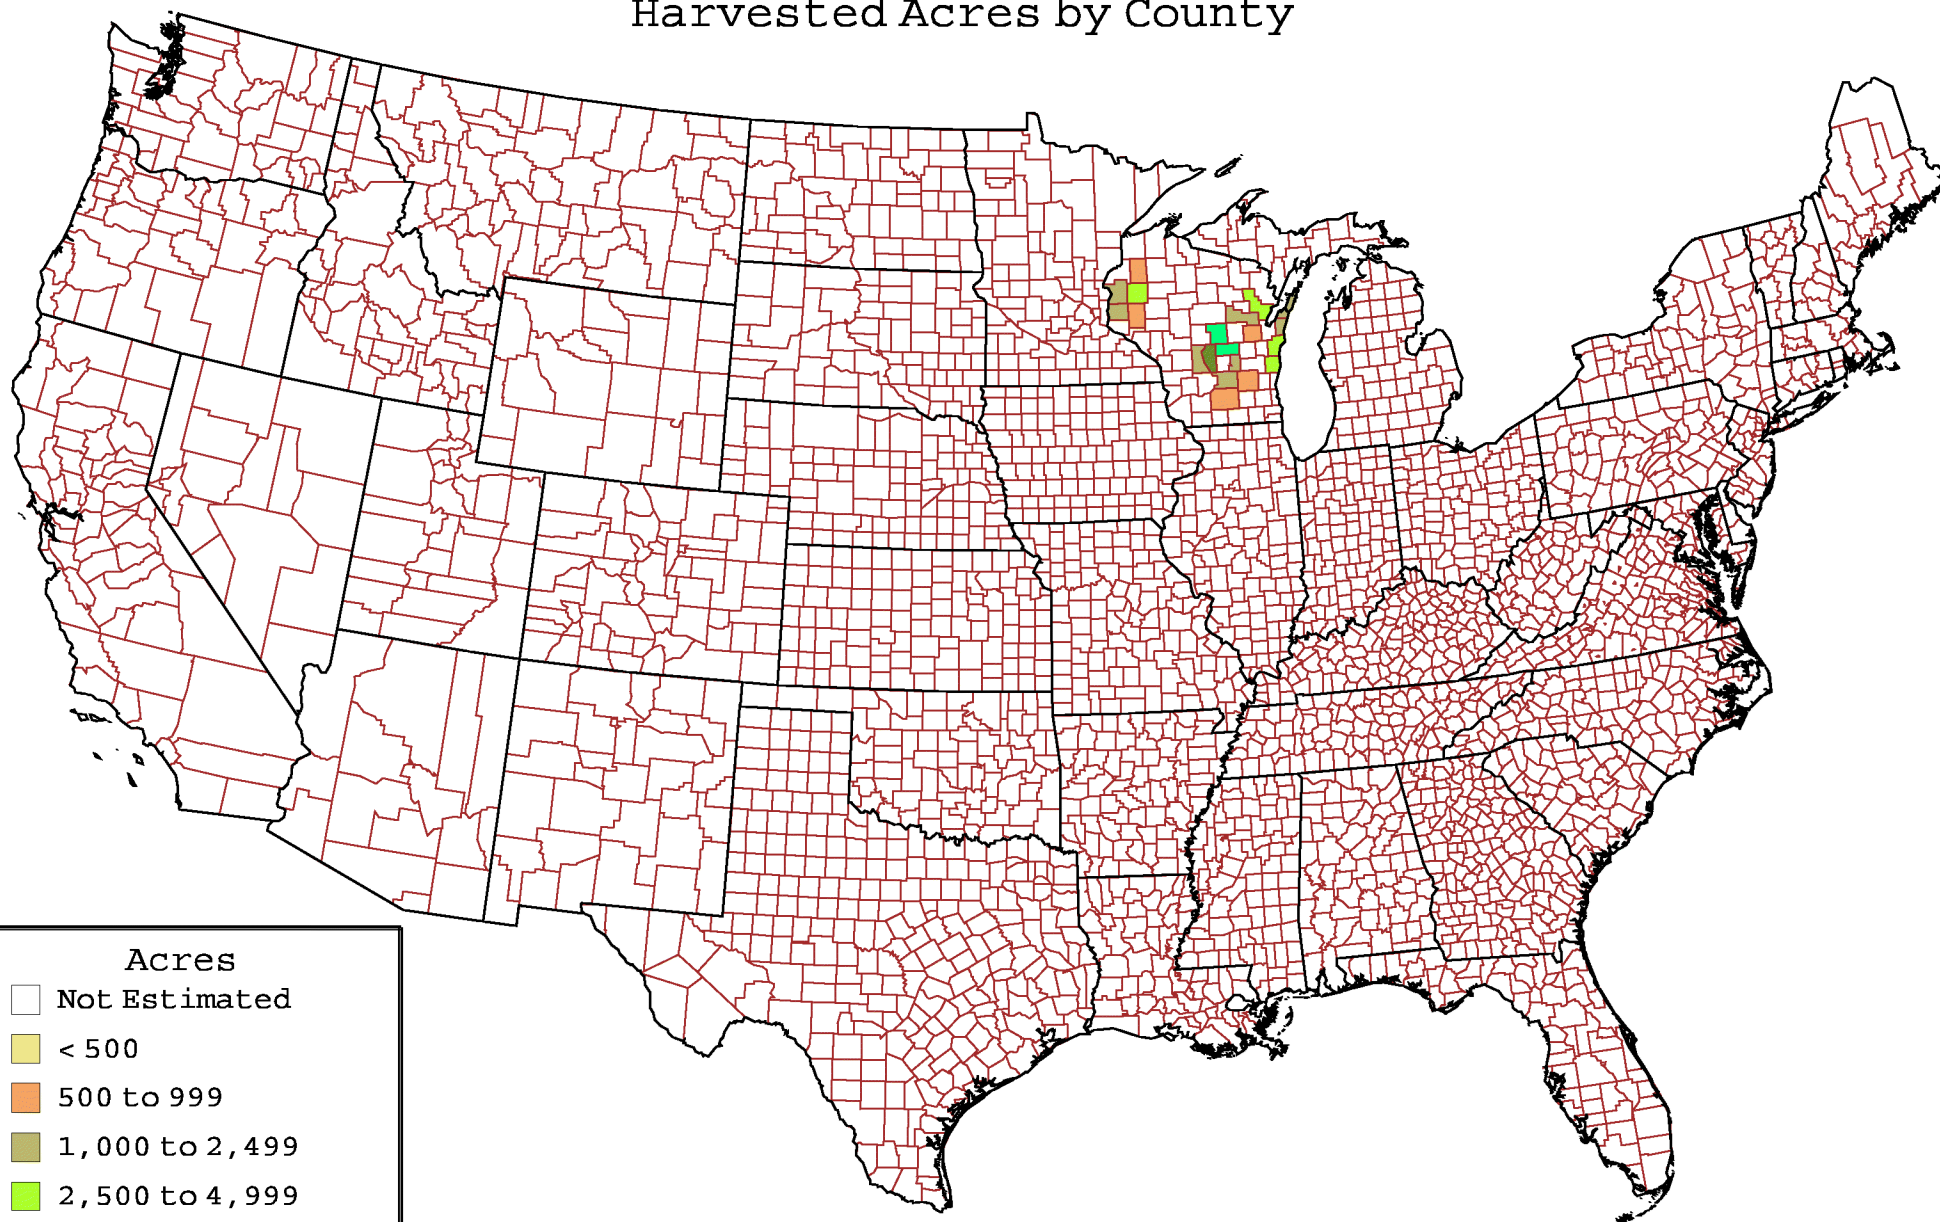 Harvested Acres by County
Acres
Not Estimated
< 500
500 to 999
1,000 to 2,499
2,500 to 4,999